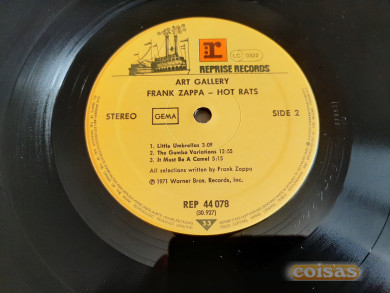 r
LC 0322
REPRISE RECORDS
ART GALLERY
FRANK ZAPPA – HOT RATS
STEREO
GEMA
SIDE 2
1. Little Umbrellas 3:09
2. The Gumbo Variations 12:55
3. It Must Be A Camel 5:15
All selections written by Frank Zappa
℗ 1971 Warner Bros. Records, Inc.
REP 44 078
(30.927)
33
coisas